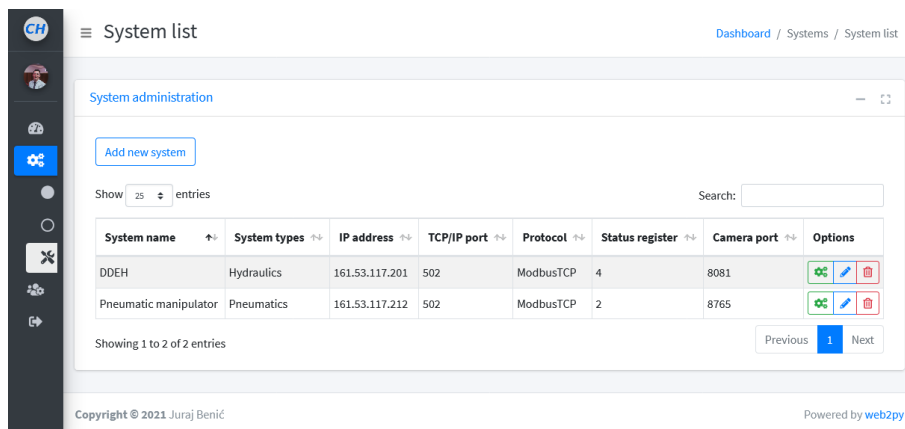 CH
System list
Dashboard / Systems / System list
System administration
Add new system
Show 25 entries
Search:
System name System types IP address TCP/IP port Protocol Status register Camera port Options
DDEH Hydraulics 161.53.117.201 502 ModbusTCP 4 8081
Pneumatic manipulator Pneumatics 161.53.117.212 502 ModbusTCP 2 8765
Showing 1 to 2 of 2 entries
Previous 1 Next
Copyright © 2021 Juraj Benić
Powered by web2py